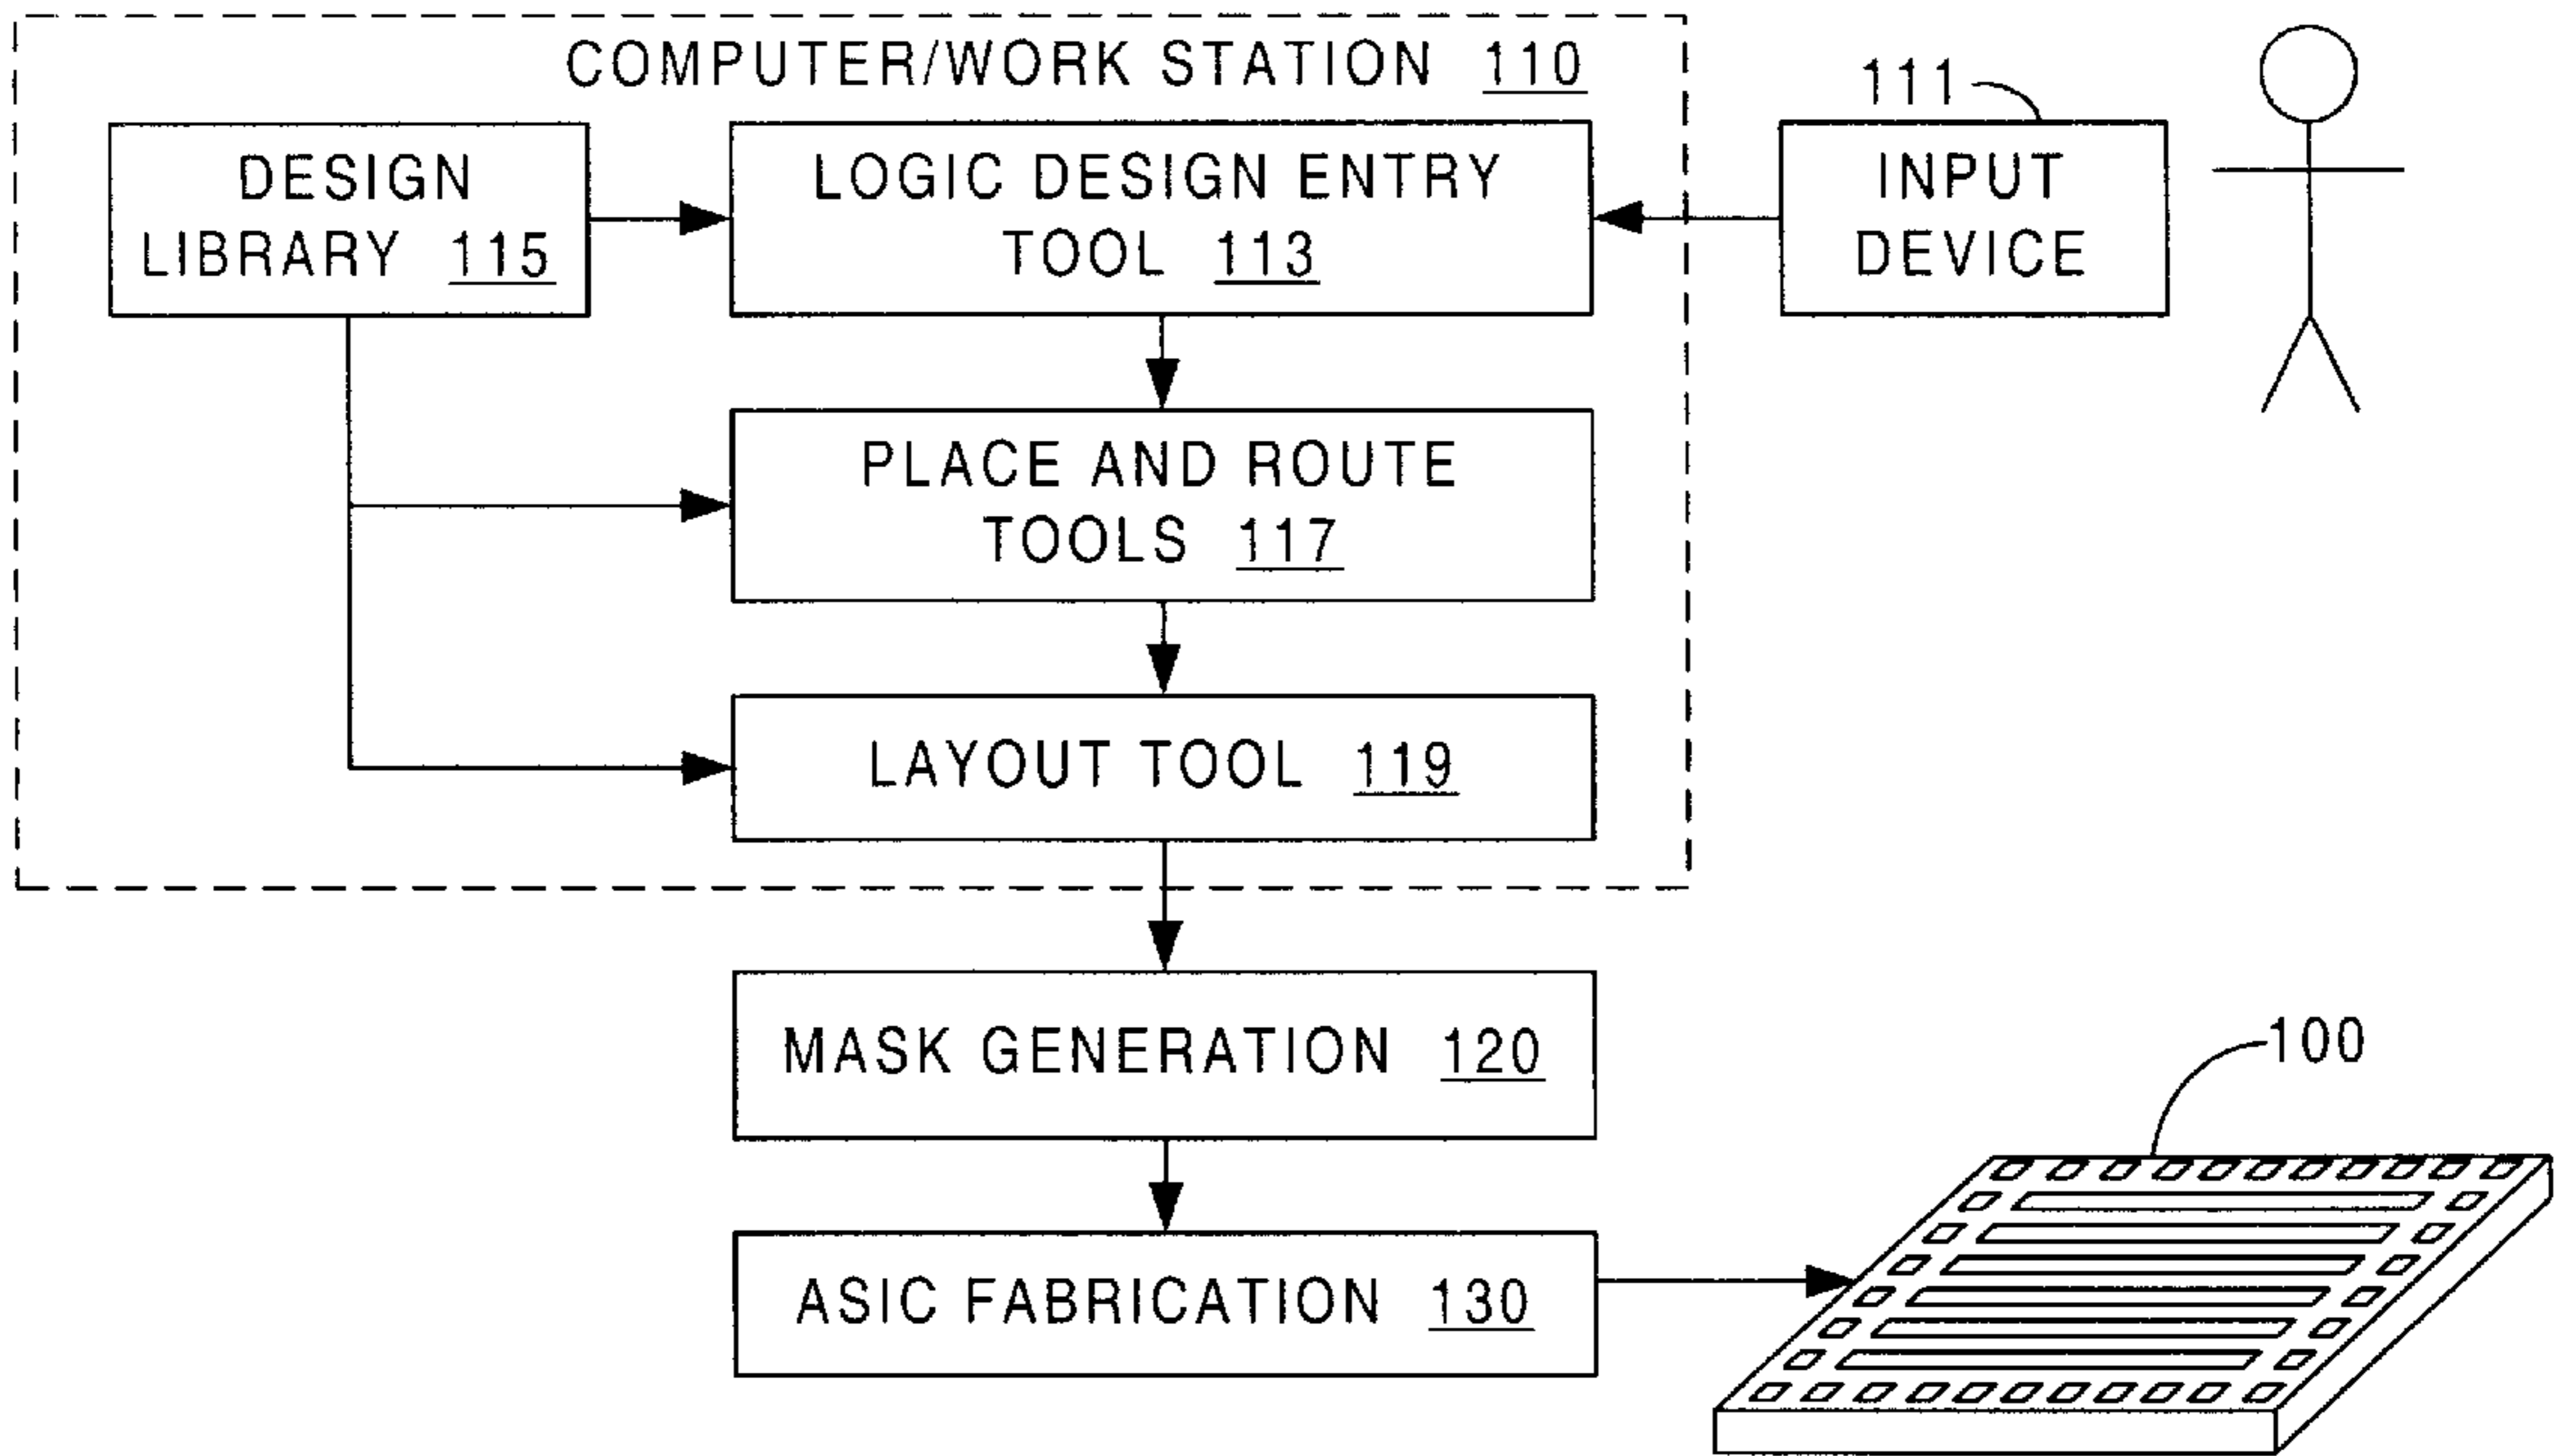 COMPUTER/WORK STATION 110
111
DESIGN
LIBRARY 115
LOGIC DESIGN ENTRY
TOOL 113
INPUT
DEVICE
PLACE AND ROUTE
TOOLS 117
LAYOUT TOOL 119
MASK GENERATION 120
100
ASIC FABRICATION 130